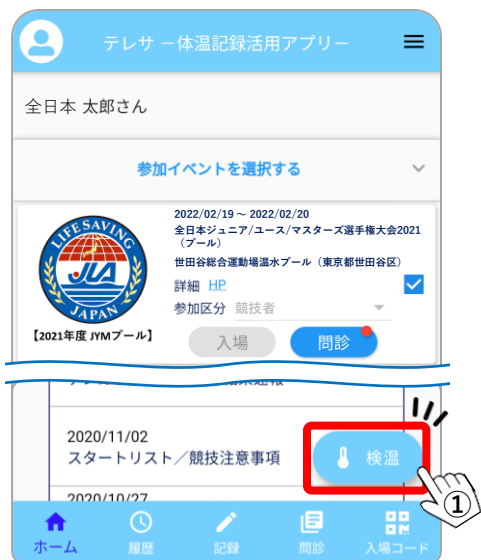 テレサ －体温記録活用アプリ－
全日本 太郎さん
参加イベントを選択する
2022/02/19 ～ 2022/02/20
全日本ジュニア/ユース/マスターズ選手権大会2021
（プール）
世田谷総合運動場温水プール（東京都世田谷区）
詳細 HP
参加区分 競技者
LIFESAVING
JLA
JAPAN
【2021年度 JYMプール】
入場 問診
2020/11/02
スタートリスト／競技注意事項
検温
①
2020/10/27
ホーム 履歴 記録 問診 入場コード